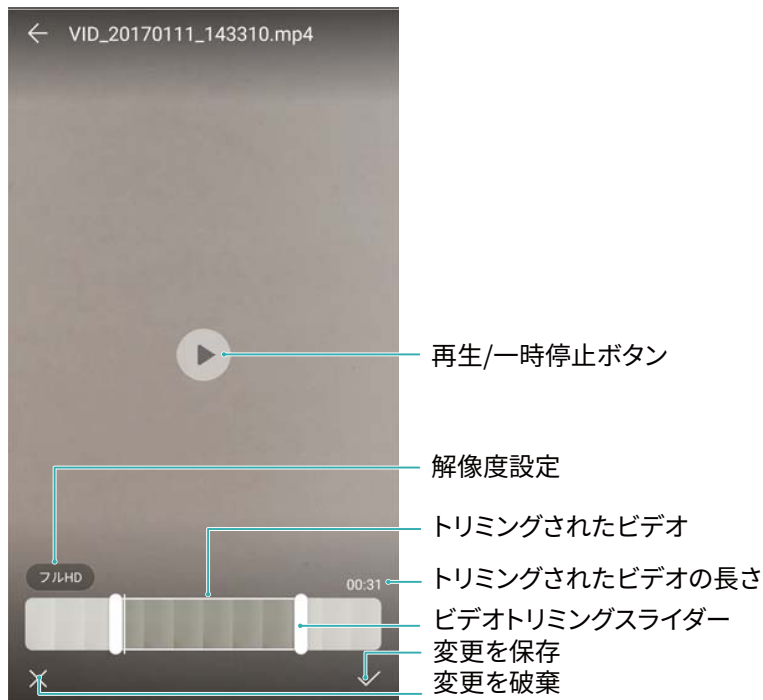 VID_20170111_143310.mp4
再生/一時停止ボタン
解像度設定
トリミングされたビデオ
フルHD
00:31
トリミングされたビデオの長さ
ビデオトリミングスライダー
変更を保存
変更を破棄